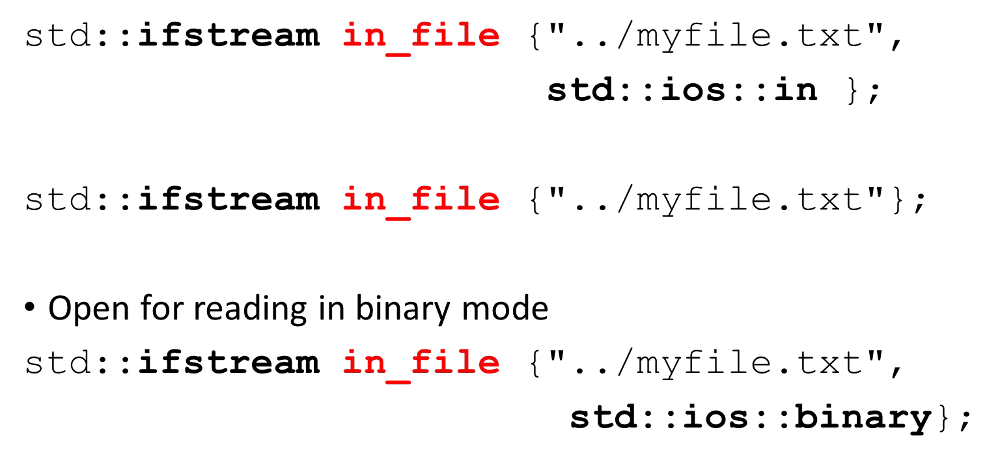 std::ifstream in_file {"../myfile.txt",
std::ios::in };
std::ifstream in_file {"../myfile.txt"};
• Open for reading in binary mode
std::ifstream in_file {"../myfile.txt",
std::ios::binary};